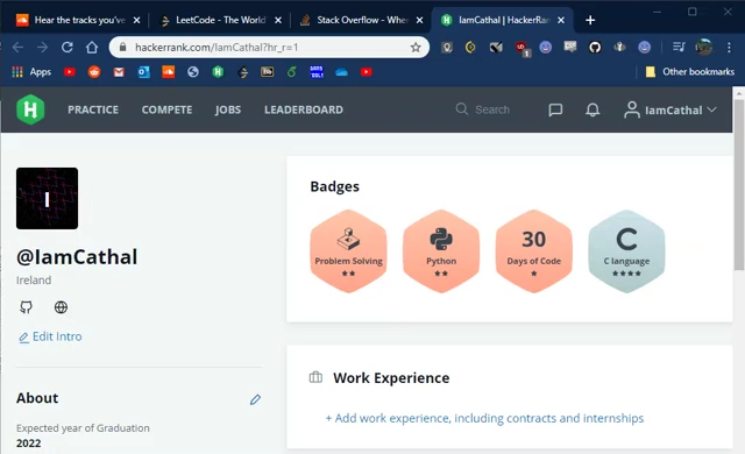 Hear the tracks you've
LeetCode - The World
Stack Overflow - Wher
IamCathal | HackerRan
hackerrank.com/IamCathal?hr_r=1
Apps
Other bookmarks
H
PRACTICE
COMPETE
JOBS
LEADERBOARD
Search
IamCathal
I
@IamCathal
Ireland
Edit Intro
About
Expected year of Graduation
2022
Badges
Problem Solving
Python
30
Days of Code
C
C language
Work Experience
+ Add work experience, including contracts and internships